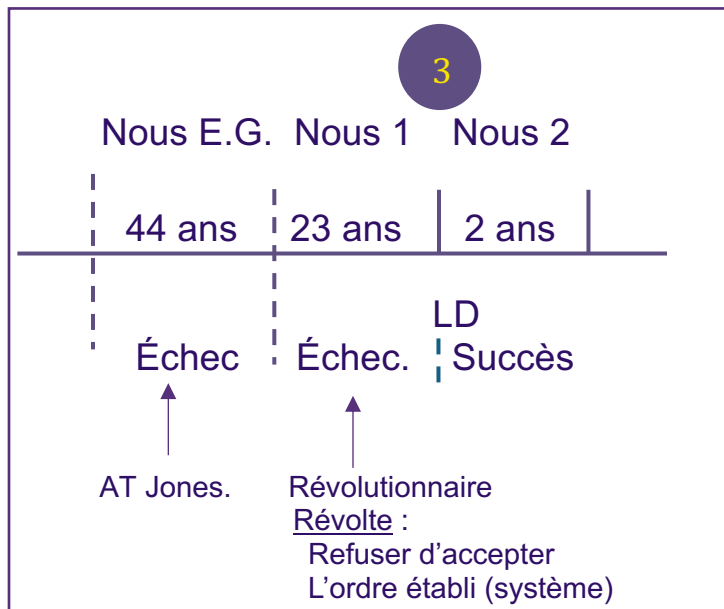 3
Nous E.G. Nous 1 Nous 2
44 ans 23 ans 2 ans
LD
Échec Échec. Succès
AT Jones. Révolutionnaire
Révolte :
Refuser d'accepter
L'ordre établi (système)